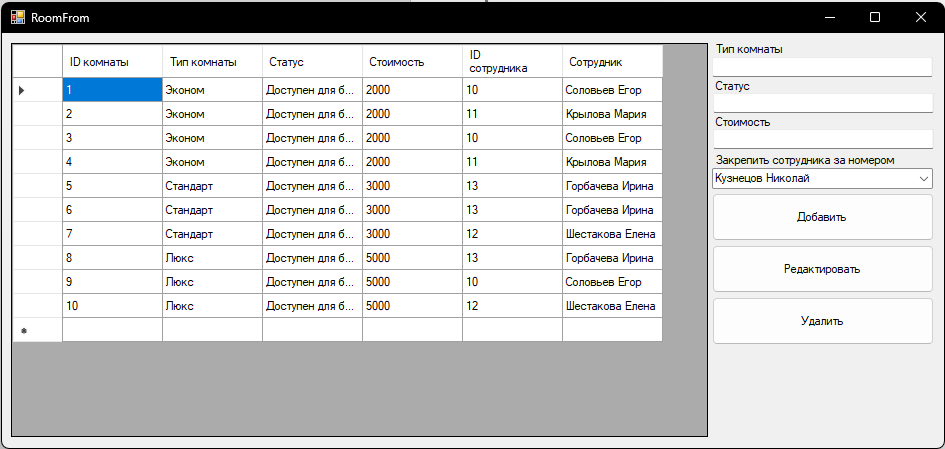 RoomFrom
ID комнаты Тип комнаты Статус Стоимость ID сотрудника Сотрудник
1 Эконом Доступен для б... 2000 10 Соловьев Егор
2 Эконом Доступен для б... 2000 11 Крылова Мария
3 Эконом Доступен для б... 2000 10 Соловьев Егор
4 Эконом Доступен для б... 2000 11 Крылова Мария
5 Стандарт Доступен для б... 3000 13 Горбачева Ирина
6 Стандарт Доступен для б... 3000 13 Горбачева Ирина
7 Стандарт Доступен для б... 3000 12 Шестакова Елена
8 Люкс Доступен для б... 5000 13 Горбачева Ирина
9 Люкс Доступен для б... 5000 10 Соловьев Егор
10 Люкс Доступен для б... 5000 12 Шестакова Елена
Тип комнаты
Статус
Стоимость
Закрепить сотрудника за номером
Кузнецов Николай
Добавить
Редактировать
Удалить